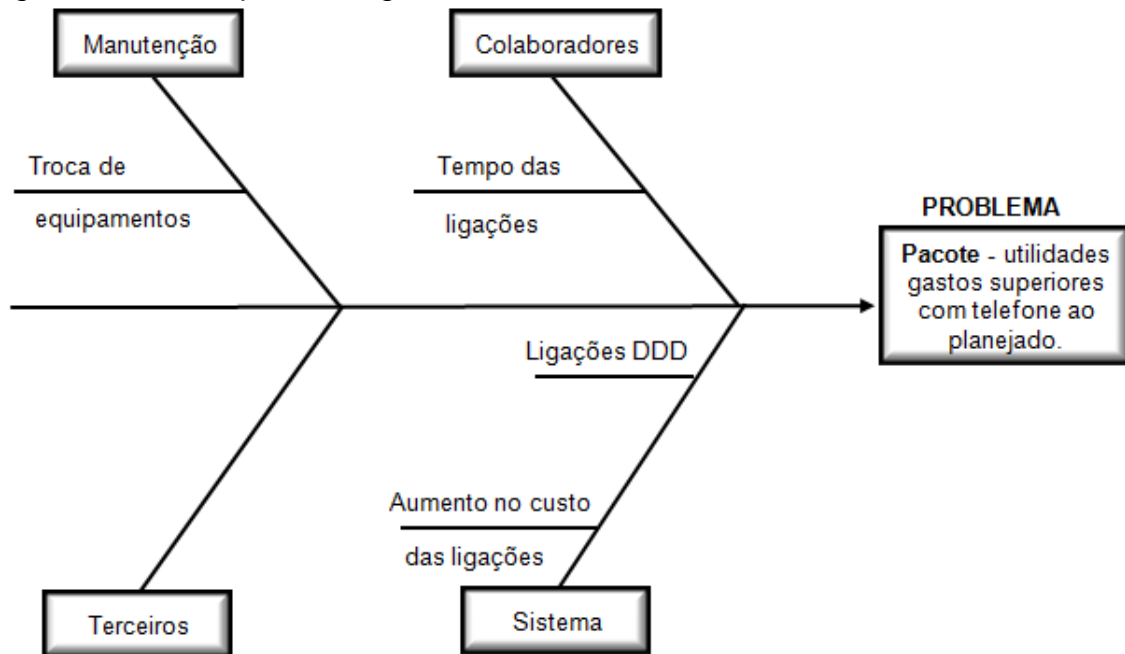 Manutenção
Colaboradores
Troca de
equipamentos
Tempo das
ligações
PROBLEMA
Pacote - utilidades
gastos superiores
com telefone ao
planejado.
Ligações DDD
Aumento no custo
das ligações
Terceiros
Sistema